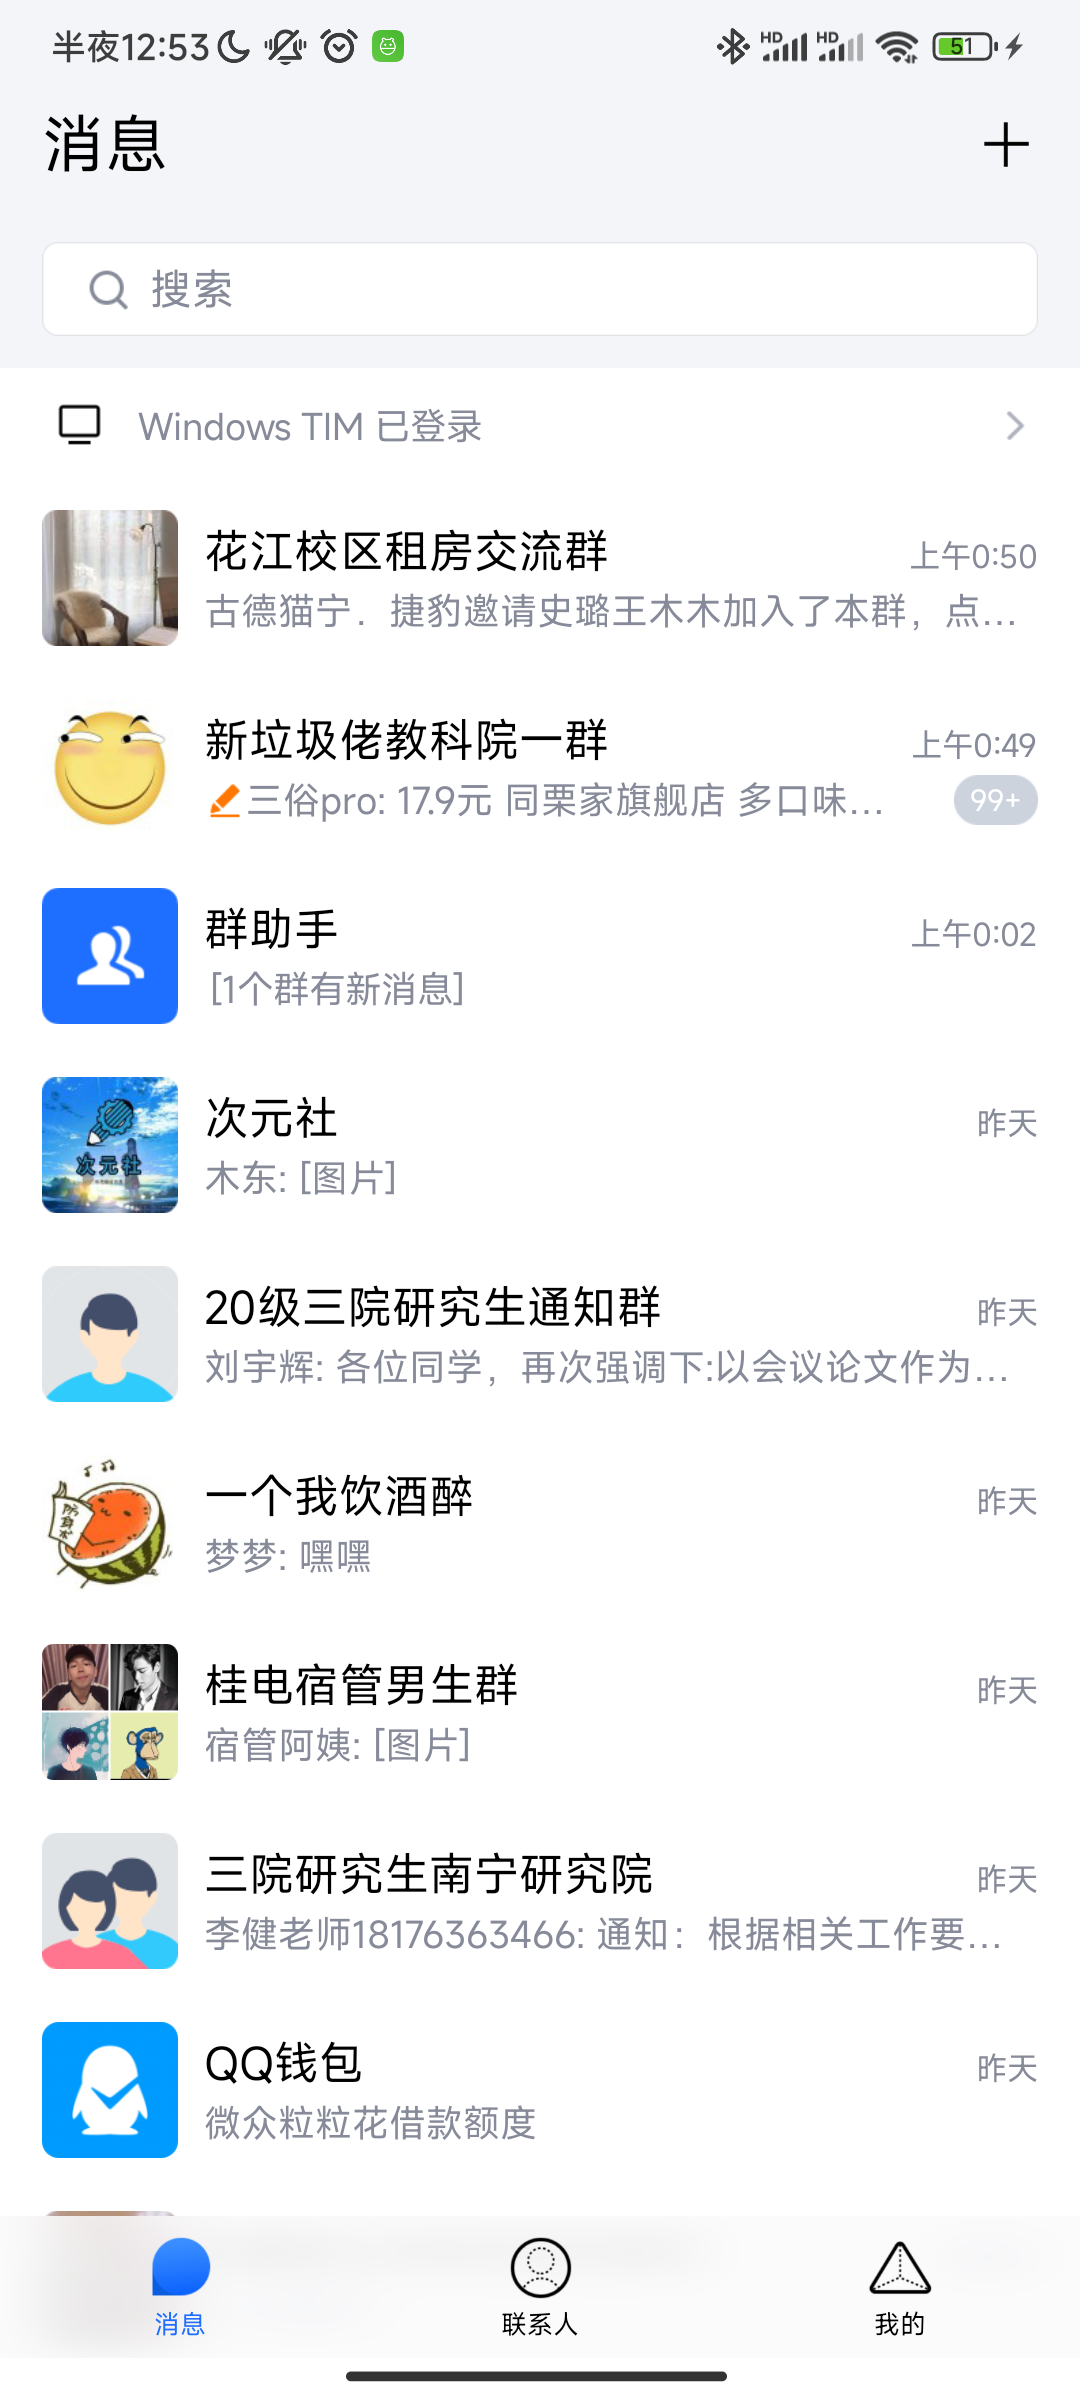 半夜12:53
HD HD 51
消息
搜索
Windows TIM 已登录
花江校区租房交流群
上午0:50
古德猫宁．捷豹邀请史璐王木木加入了本群，点...
新垃圾佬教科院一群
上午0:49
三俗pro: 17.9元 同栗家旗舰店 多口味...
99+
群助手
上午0:02
[1个群有新消息]
次元社
次元社
昨天
木东: [图片]
20级三院研究生通知群
昨天
刘宇辉: 各位同学，再次强调下:以会议论文作为...
防身术
一个我饮酒醉
昨天
梦梦: 嘿嘿
桂电宿管男生群
昨天
宿管阿姨: [图片]
三院研究生南宁研究院
昨天
李健老师18176363466: 通知：根据相关工作要...
QQ钱包
昨天
微众粒粒花借款额度
消息
联系人
我的